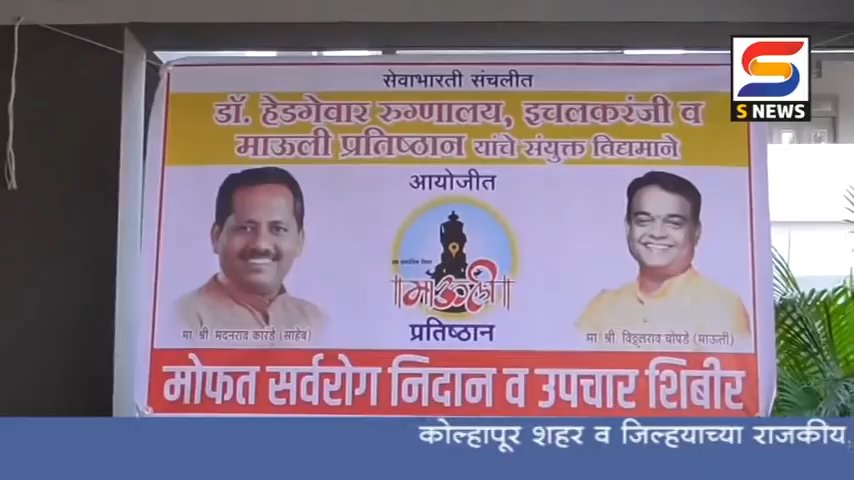 सेवाभारती संचलीत
S NEWS
डॉ. हेडगेवार रुग्णालय, इचलकरंजी व
माऊली प्रतिष्ठान यांचे संयुक्त विद्यमाने
आयोजीत
माऊली
प्रतिष्ठान
मा श्री मदनराव कारंडे (साहेब)
मा. श्री. विठ्ठलराव चोपडे (माऊली)
मोफत सर्वरोग निदान व उपचार शिबीर
कोल्हापूर शहर व जिल्हयाच्या राजकीय